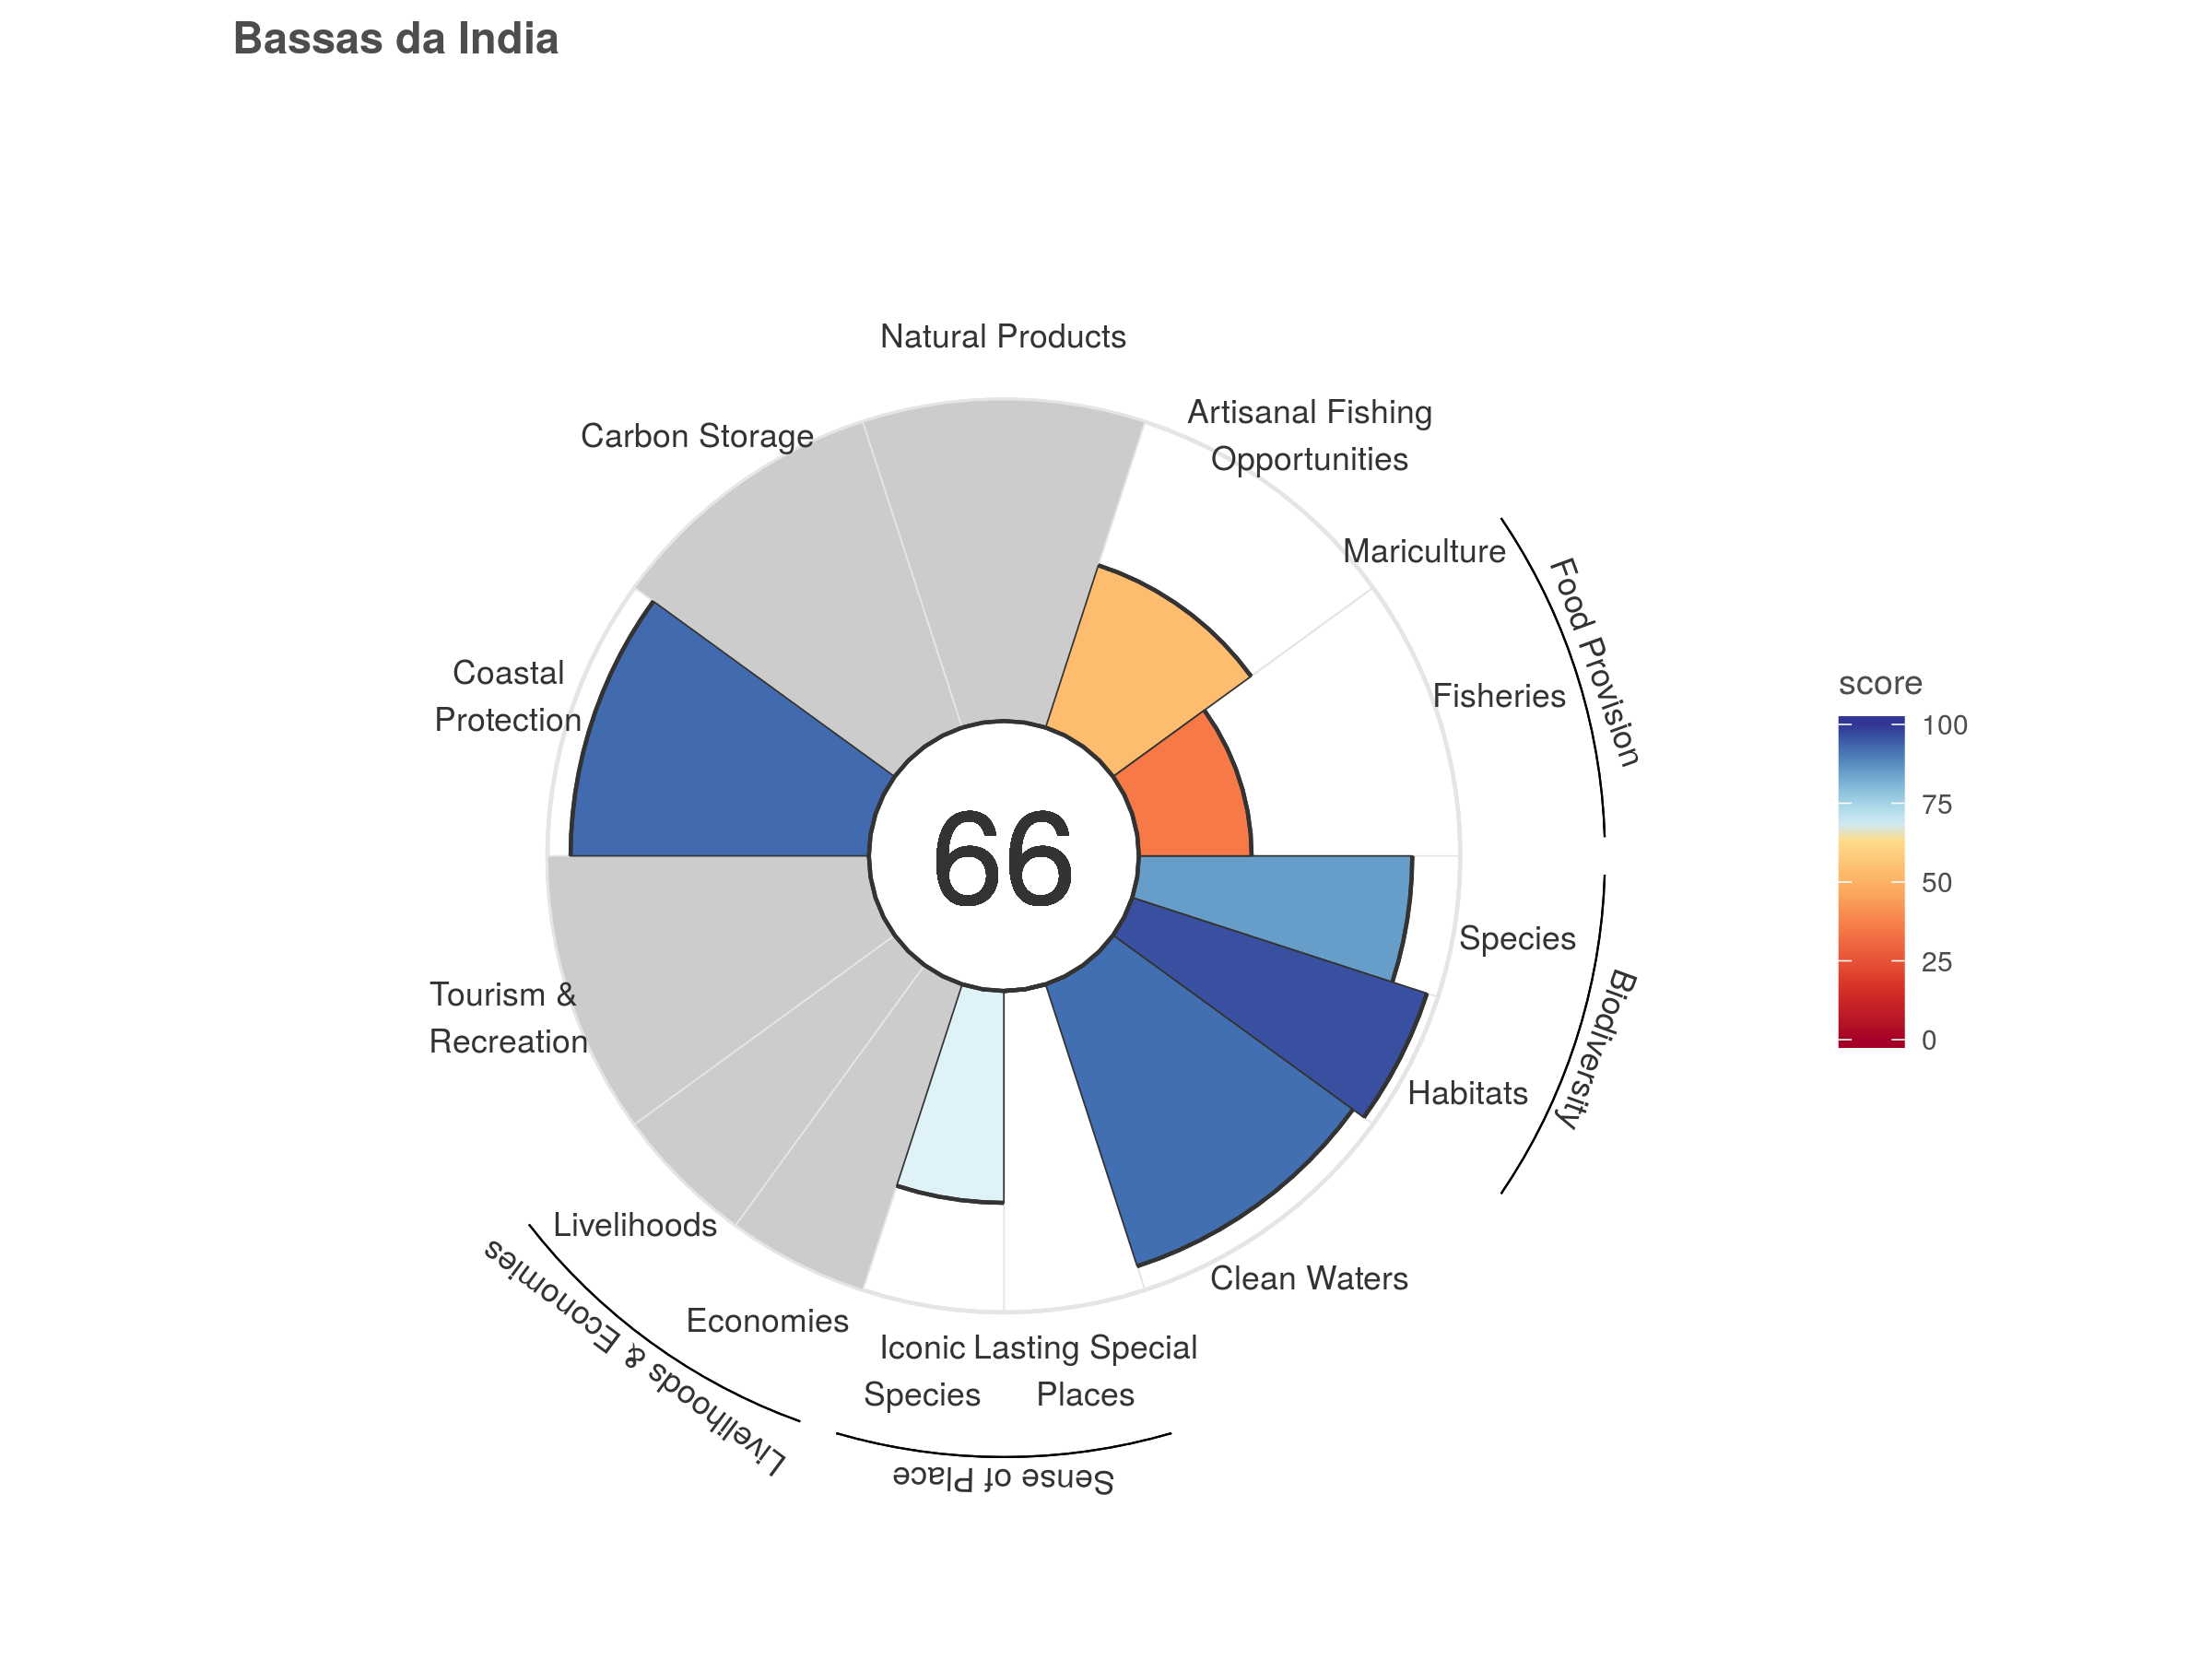 Bassas da India
Natural Products
Artisanal Fishing
Opportunities
Carbon Storage
Mariculture
Food Provision
Fisheries
Coastal
Protection
score
100
75
50
25
0
66
Species
Biodiversity
Habitats
Tourism &
Recreation
Livelihoods
Livelihoods & Economies
Economies
Clean Waters
Iconic
Species
Lasting Special
Places
Sense of Place